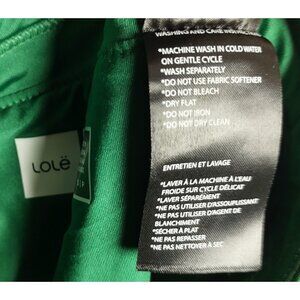 WASHING AND CARE INSTRUCTIONS
*MACHINE WASH IN COLD WATER
ON GENTLE CYCLE
*WASH SEPARATELY
*DO NOT USE FABRIC SOFTENER
*DO NOT BLEACH
*DRY FLAT
*DO NOT IRON
*DO NOT DRY CLEAN
ENTRETIEN ET LAVAGE
*LAVER À LA MACHINE À L'EAU
FROIDE SUR CYCLE DÉLICAT
*LAVER SÉPARÉMENT
*NE PAS UTILISER D'ASSOUPLISSANT
*NE PAS UTILISER D'AGENT DE
BLANCHIMENT
*SÉCHER À PLAT
*NE PAS REPASSER
*NE PAS NETTOYER À SEC
Lolë